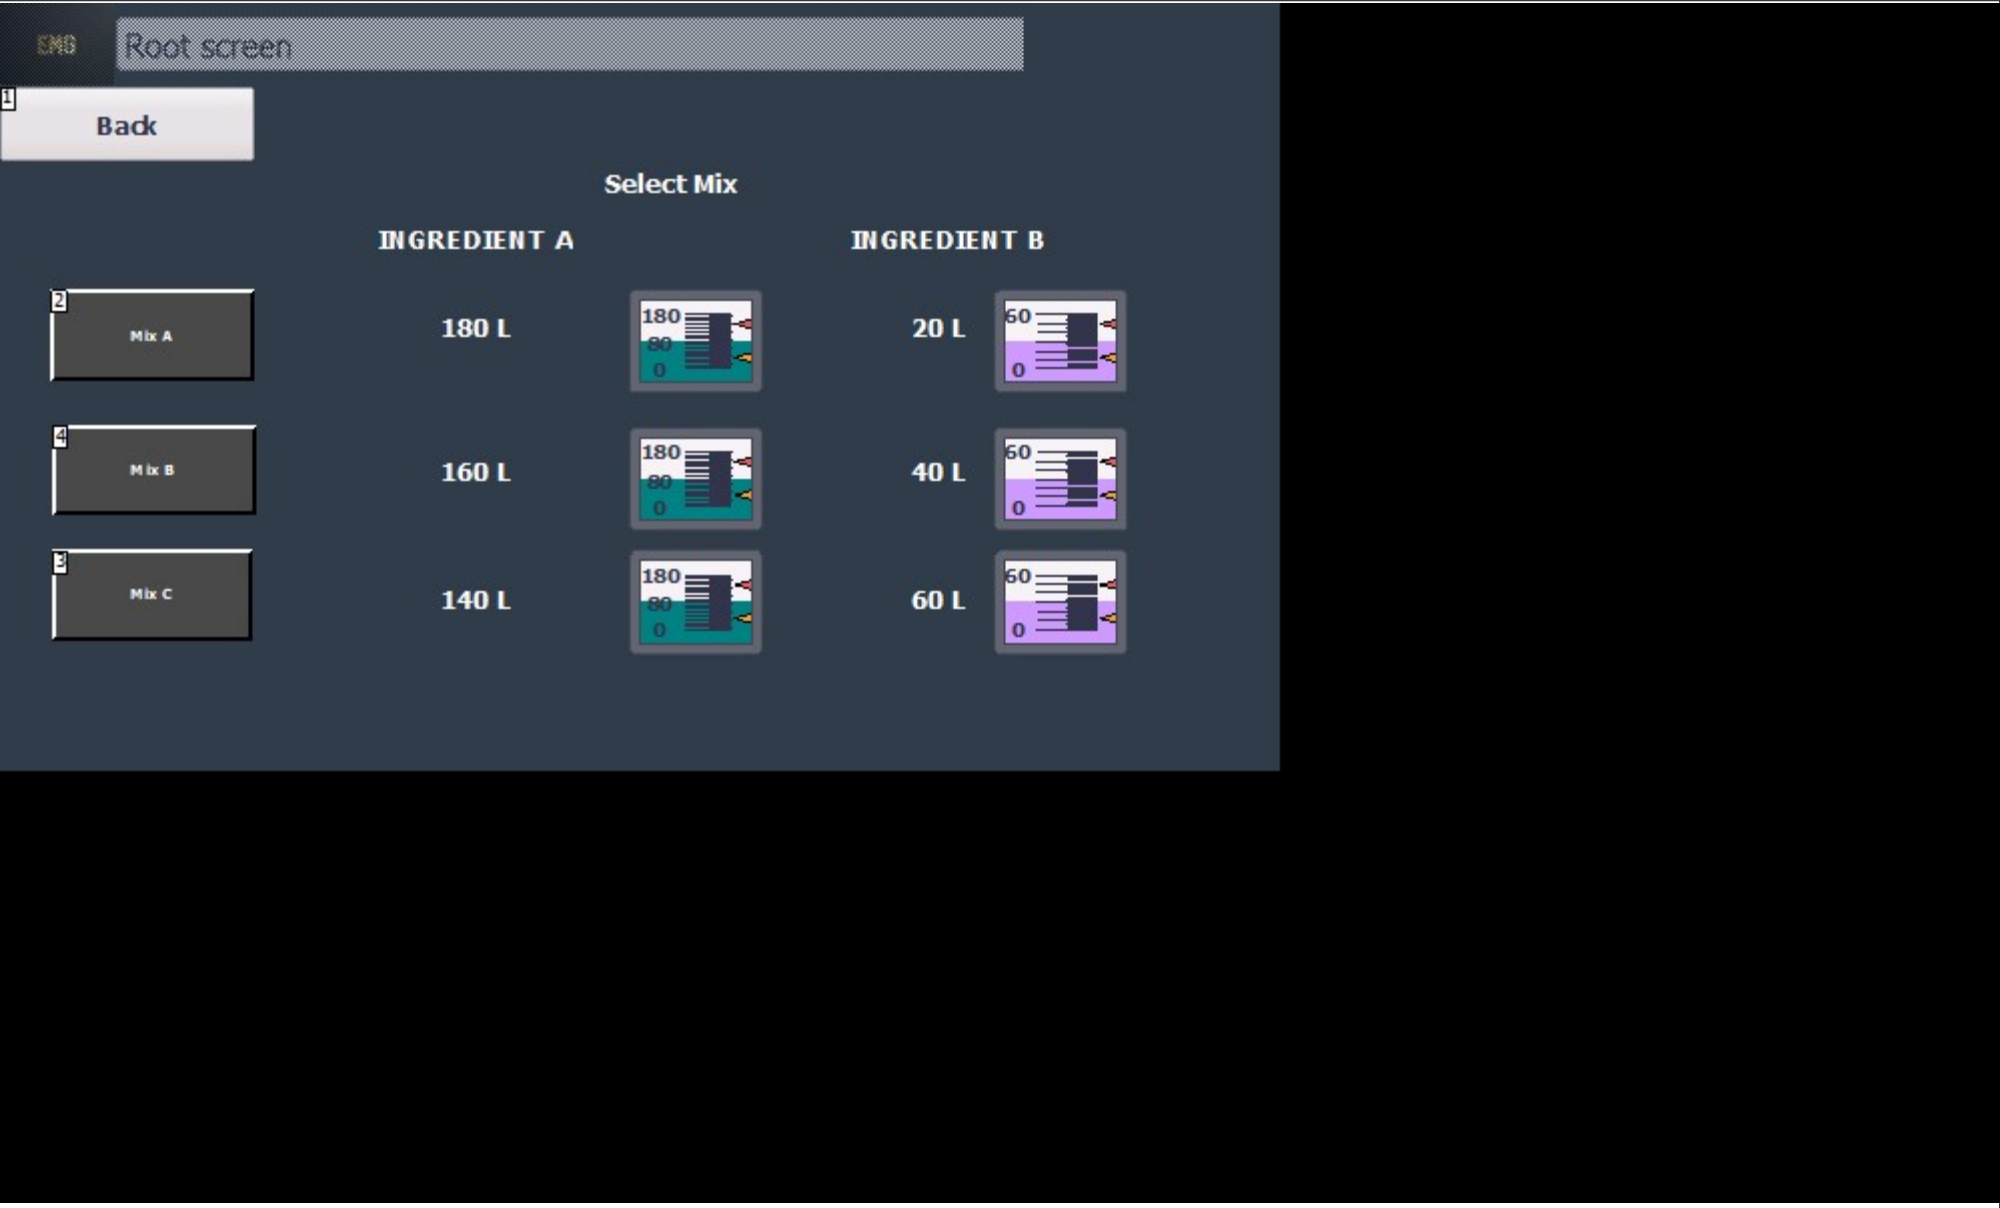 EMG Root screen
1
Back
Select Mix
INGREDIENT A INGREDIENT B
2 Mix A 180 L 180 80 0 20 L 60 0
4 Mix B 160 L 180 80 0 40 L 60 0
3 Mix C 140 L 180 80 0 60 L 60 0